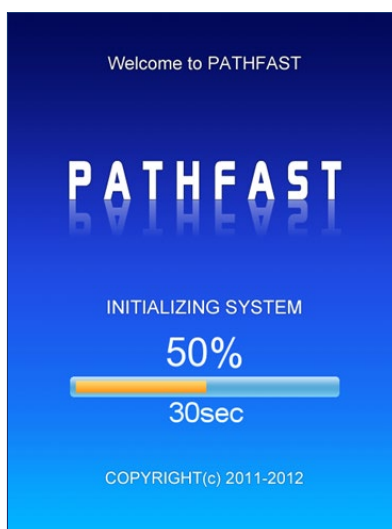 Welcome to PATHFAST
PATHFAST
INITIALIZING SYSTEM
50%
30sec
COPYRIGHT(c) 2011-2012